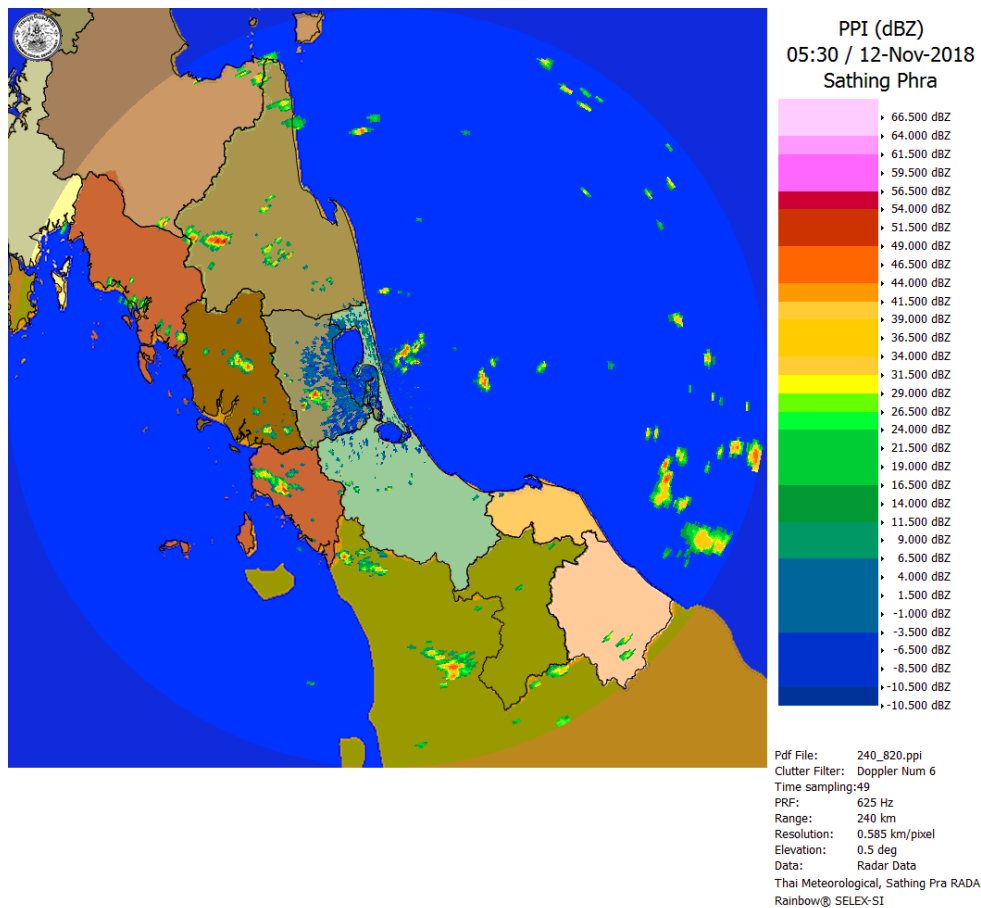 PPI (dBZ)
05:30 / 12-Nov-2018
Sathing Phra
66.500 dBZ
64.000 dBZ
61.500 dBZ
59.500 dBZ
56.500 dBZ
54.000 dBZ
51.500 dBZ
49.000 dBZ
46.500 dBZ
44.000 dBZ
41.500 dBZ
39.000 dBZ
36.500 dBZ
34.000 dBZ
31.500 dBZ
29.000 dBZ
26.500 dBZ
24.000 dBZ
21.500 dBZ
19.000 dBZ
16.500 dBZ
14.000 dBZ
11.500 dBZ
9.000 dBZ
6.500 dBZ
4.000 dBZ
1.500 dBZ
-1.000 dBZ
-3.500 dBZ
-6.500 dBZ
-8.500 dBZ
-10.500 dBZ
-10.500 dBZ
Pdf File: 240_820.ppi
Clutter Filter: Doppler Num 6
Time sampling:49
PRF: 625 Hz
Range: 240 km
Resolution: 0.585 km/pixel
Elevation: 0.5 deg
Data: Radar Data
Thai Meteorological, Sathing Pra RADA
Rainbow® SELEX-SI